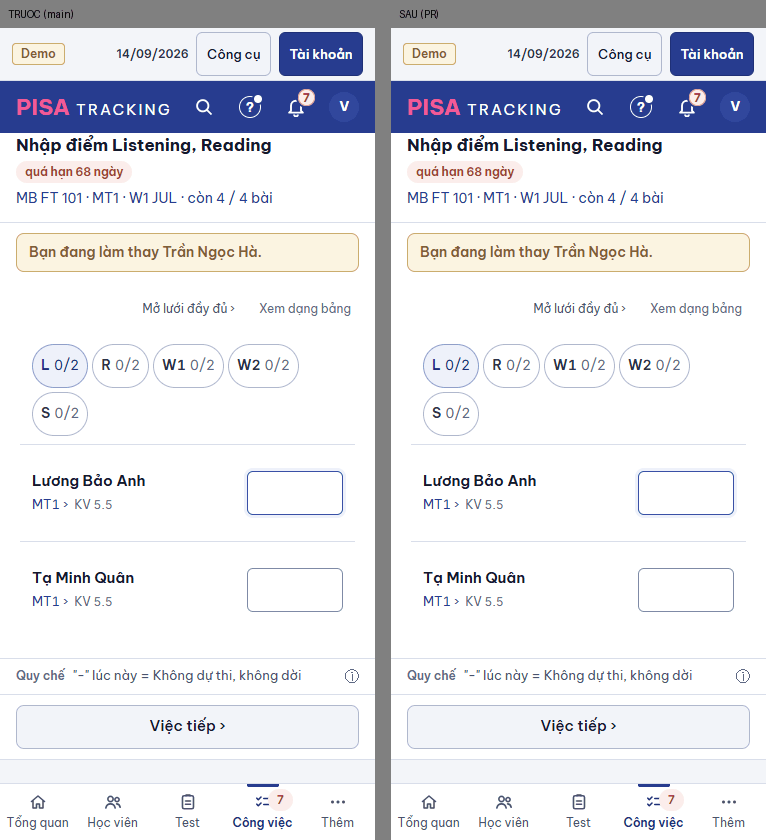 TRUOC (main)
Demo 14/09/2026 Công cụ Tài khoản
PISA TRACKING ? 7 V
Nhập điểm Listening, Reading
quá hạn 68 ngày
MB FT 101 · MT1 · W1 JUL · còn 4 / 4 bài
Bạn đang làm thay Trần Ngọc Hà.
Mở lưới đầy đủ › Xem dạng bảng
L 0/2 R 0/2 W1 0/2 W2 0/2
S 0/2
Lương Bảo Anh
MT1 › KV 5.5
Tạ Minh Quân
MT1 › KV 5.5
Quy chế "-" lúc này = Không dự thi, không dời
Việc tiếp ›
7
Tổng quan Học viên Test Công việc Thêm
SAU (PR)
Demo 14/09/2026 Công cụ Tài khoản
PISA TRACKING ? 7 V
Nhập điểm Listening, Reading
quá hạn 68 ngày
MB FT 101 · MT1 · W1 JUL · còn 4 / 4 bài
Bạn đang làm thay Trần Ngọc Hà.
Mở lưới đầy đủ › Xem dạng bảng
L 0/2 R 0/2 W1 0/2 W2 0/2
S 0/2
Lương Bảo Anh
MT1 › KV 5.5
Tạ Minh Quân
MT1 › KV 5.5
Quy chế "-" lúc này = Không dự thi, không dời
Việc tiếp ›
7
Tổng quan Học viên Test Công việc Thêm